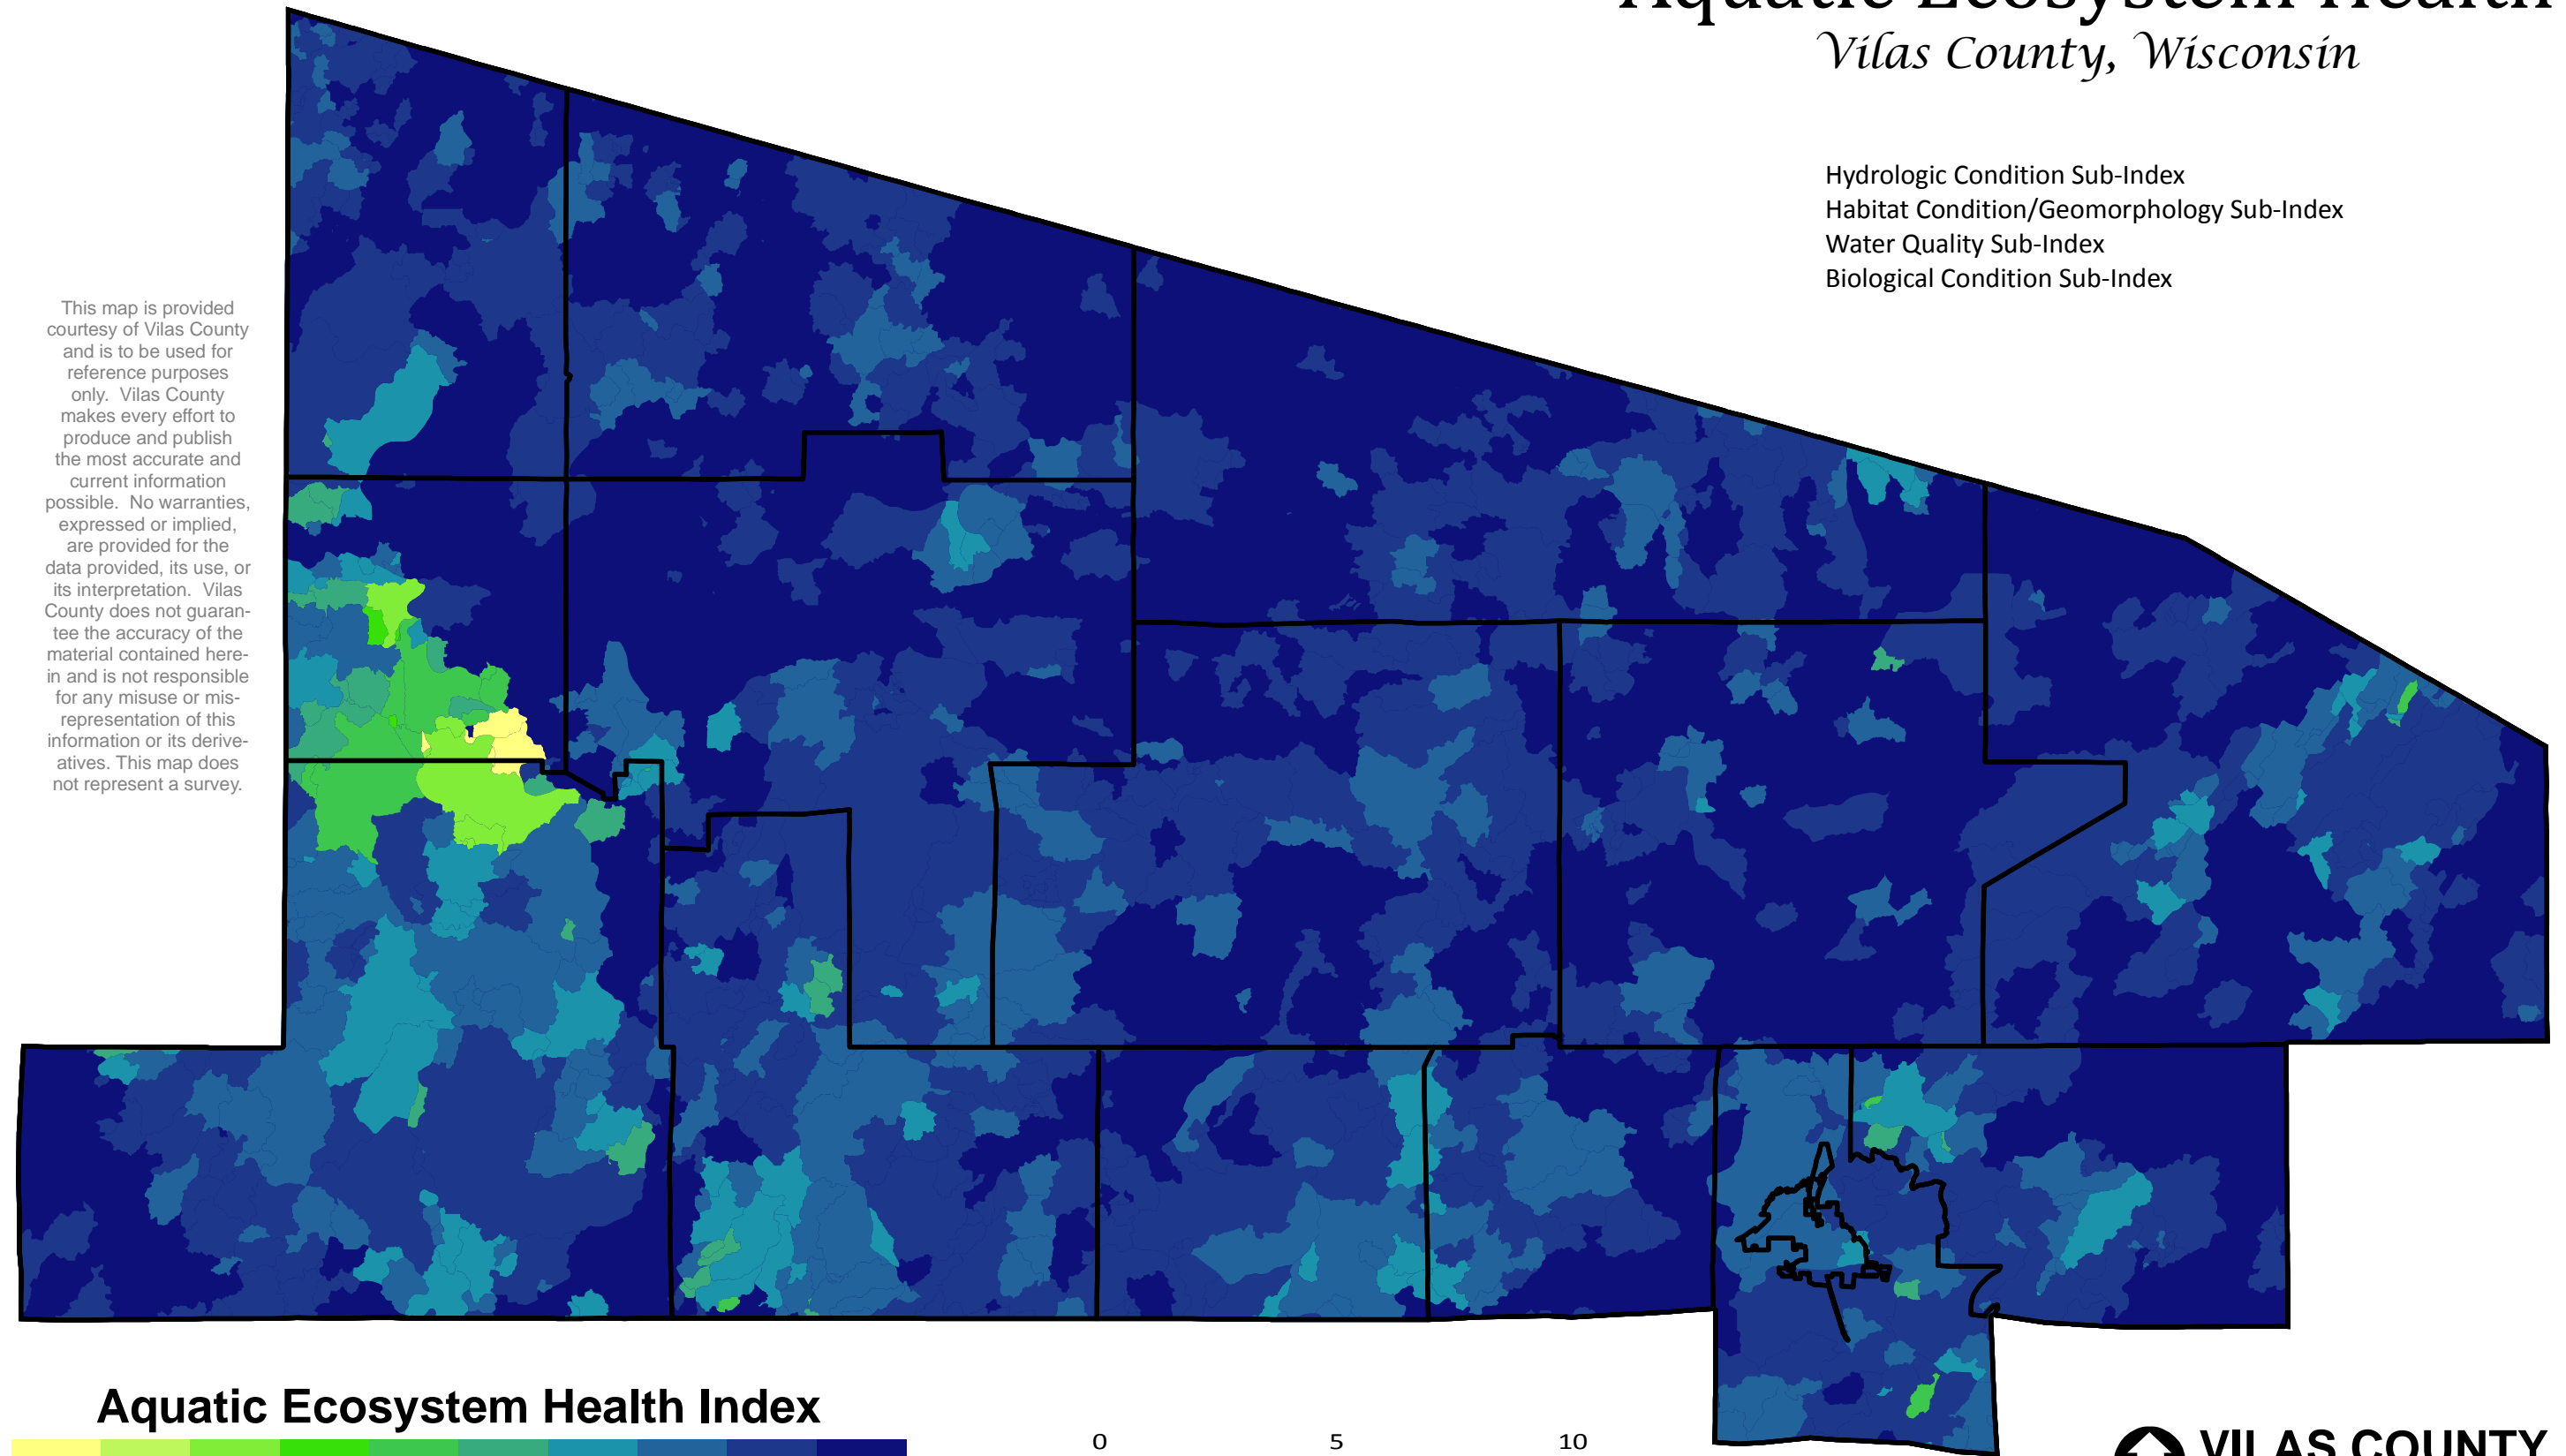 Aquatic Ecosystem Health
Vilas County, Wisconsin
Hydrologic Condition Sub-Index
Habitat Condition/Geomorphology Sub-Index
Water Quality Sub-Index
Biological Condition Sub-Index
This map is provided
courtesy of Vilas County
and is to be used for
reference purposes
only. Vilas County
makes every effort to
produce and publish
the most accurate and
current information
possible. No warranties,
expressed or implied,
are provided for the
data provided, its use, or
its interpretation. Vilas
County does not guaran-
tee the accuracy of the
material contained here-
in and is not responsible
for any misuse or mis-
representation of this
information or its derive-
atives. This map does
not represent a survey.
Aquatic Ecosystem Health Index
0 5 10
VILAS COUNTY